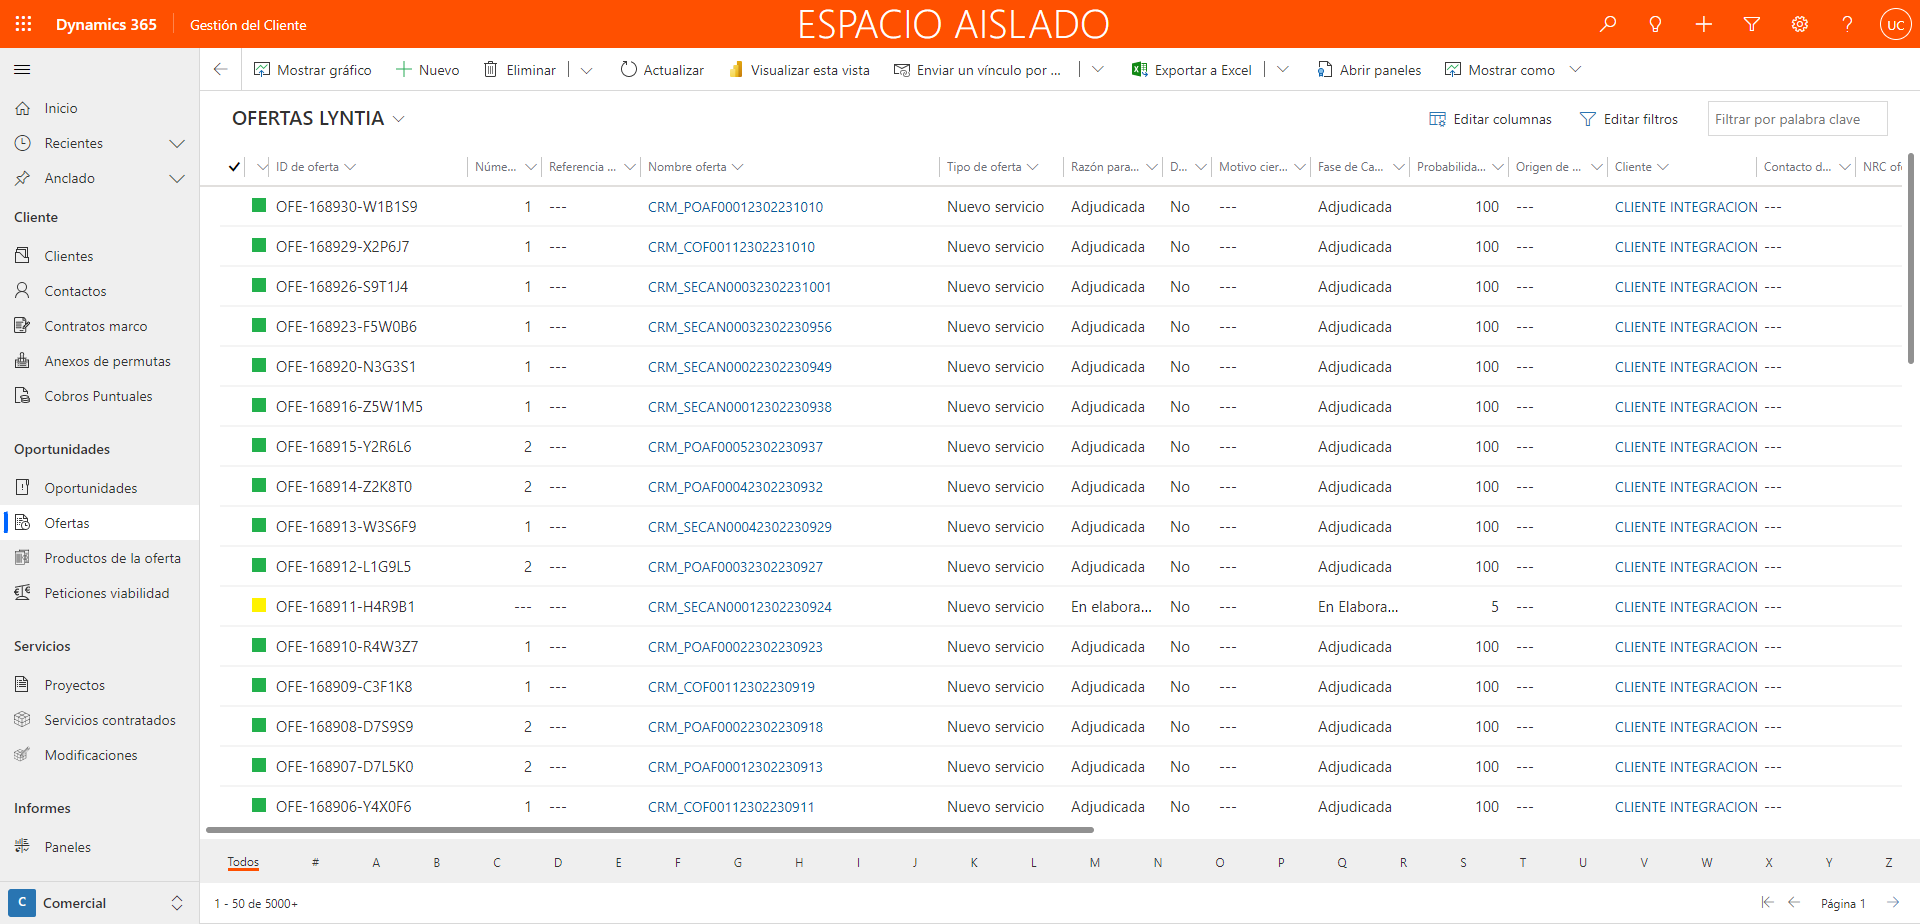 Dynamics 365 Gestión del Cliente ESPACIO AISLADO UC
Mostrar gráfico Nuevo Eliminar Actualizar Visualizar esta vista Enviar un vínculo por ... Exportar a Excel Abrir paneles Mostrar como
Inicio
Recientes
Anclado
Cliente
Clientes
Contactos
Contratos marco
Anexos de permutas
Cobros Puntuales
Oportunidades
Oportunidades
Ofertas
Productos de la oferta
Peticiones viabilidad
Servicios
Proyectos
Servicios contratados
Modificaciones
Informes
Paneles
C Comercial
OFERTAS LYNTIA Editar columnas Editar filtros Filtrar por palabra clave
ID de oferta Núme... Referencia ... Nombre oferta Tipo de oferta Razón para... D... Motivo cier... Fase de Ca... Probabilida... Origen de ... Cliente Contacto d... NRC of
OFE-168930-W1B1S9 1 --- CRM_POAF00012302231010 Nuevo servicio Adjudicada No --- Adjudicada 100 --- CLIENTE INTEGRACION ---
OFE-168929-X2P6J7 1 --- CRM_COF00112302231010 Nuevo servicio Adjudicada No --- Adjudicada 100 --- CLIENTE INTEGRACION ---
OFE-168926-S9T1J4 1 --- CRM_SECAN00032302231001 Nuevo servicio Adjudicada No --- Adjudicada 100 --- CLIENTE INTEGRACION ---
OFE-168923-F5W0B6 1 --- CRM_SECAN00032302230956 Nuevo servicio Adjudicada No --- Adjudicada 100 --- CLIENTE INTEGRACION ---
OFE-168920-N3G3S1 1 --- CRM_SECAN00022302230949 Nuevo servicio Adjudicada No --- Adjudicada 100 --- CLIENTE INTEGRACION ---
OFE-168916-Z5W1M5 1 --- CRM_SECAN00012302230938 Nuevo servicio Adjudicada No --- Adjudicada 100 --- CLIENTE INTEGRACION ---
OFE-168915-Y2R6L6 2 --- CRM_POAF00052302230937 Nuevo servicio Adjudicada No --- Adjudicada 100 --- CLIENTE INTEGRACION ---
OFE-168914-Z2K8T0 2 --- CRM_POAF00042302230932 Nuevo servicio Adjudicada No --- Adjudicada 100 --- CLIENTE INTEGRACION ---
OFE-168913-W3S6F9 1 --- CRM_SECAN00042302230929 Nuevo servicio Adjudicada No --- Adjudicada 100 --- CLIENTE INTEGRACION ---
OFE-168912-L1G9L5 2 --- CRM_POAF00032302230927 Nuevo servicio Adjudicada No --- Adjudicada 100 --- CLIENTE INTEGRACION ---
OFE-168911-H4R9B1 --- --- CRM_SECAN00012302230924 Nuevo servicio En elabora... No --- En Elabora... 5 --- CLIENTE INTEGRACION ---
OFE-168910-R4W3Z7 1 --- CRM_POAF00022302230923 Nuevo servicio Adjudicada No --- Adjudicada 100 --- CLIENTE INTEGRACION ---
OFE-168909-C3F1K8 1 --- CRM_COF00112302230919 Nuevo servicio Adjudicada No --- Adjudicada 100 --- CLIENTE INTEGRACION ---
OFE-168908-D7S9S9 2 --- CRM_POAF00022302230918 Nuevo servicio Adjudicada No --- Adjudicada 100 --- CLIENTE INTEGRACION ---
OFE-168907-D7L5K0 2 --- CRM_POAF00012302230913 Nuevo servicio Adjudicada No --- Adjudicada 100 --- CLIENTE INTEGRACION ---
OFE-168906-Y4X0F6 1 --- CRM_COF00112302230911 Nuevo servicio Adjudicada No --- Adjudicada 100 --- CLIENTE INTEGRACION ---
Todos # A B C D E F G H I J K L M N O P Q R S T U V W X Y Z
1 - 50 de 5000+ Página 1